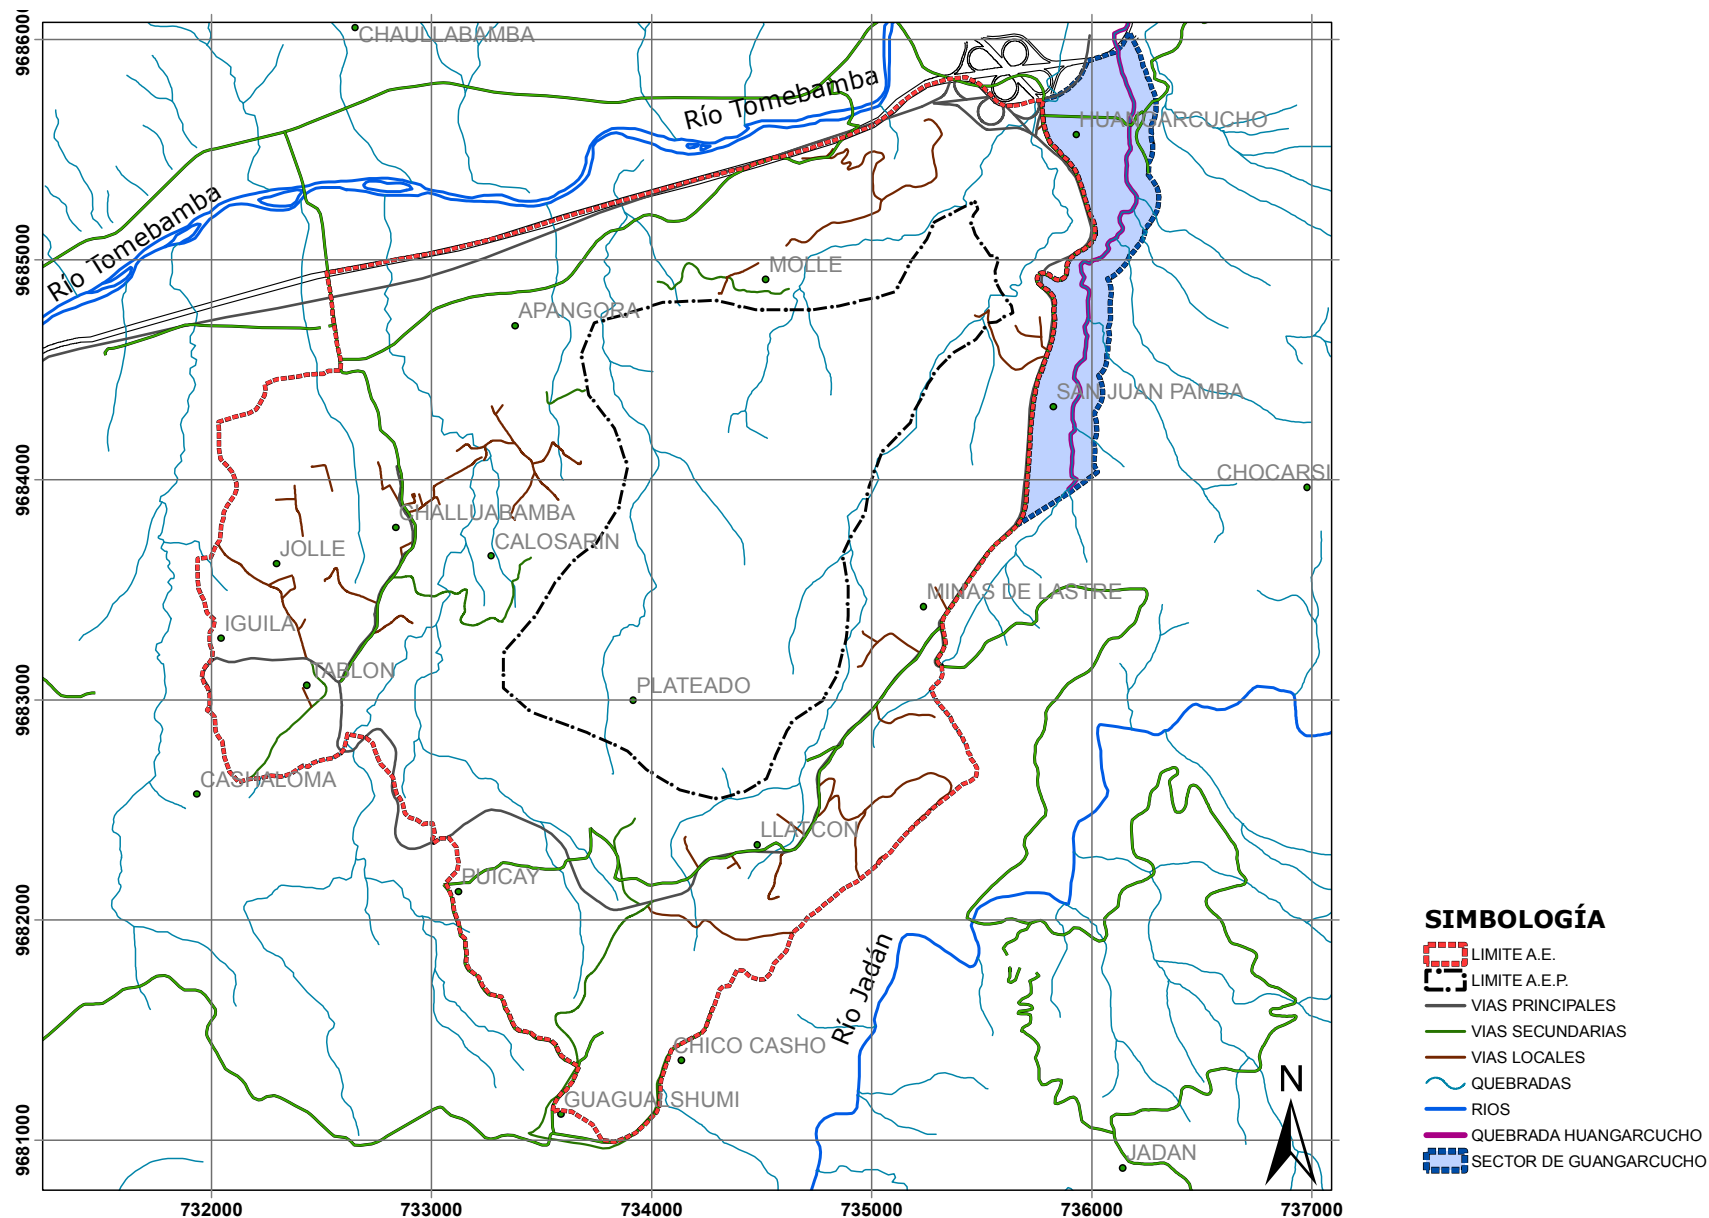 CHAULLABAMBA
Río Tomebamba
HUANGARCUCHO
Río Tomebamba
MOLLE
APANGORA
SAN JUAN PAMBA
CHOCARSI
CHALLUABAMBA
CALOSARIN
JOLLE
MINAS DE LASTRE
IGUILA
TABLON
PLATEADO
CASHALOMA
LLATCON
PUICAY
Río Jadán
CHICO CASHO
GUAGUALSHUMI
JADAN
N
9686000
9685000
9684000
9683000
9682000
9681000
732000
733000
734000
735000
736000
737000
SIMBOLOGÍA
LIMITE A.E.
LIMITE A.E.P.
VIAS PRINCIPALES
VIAS SECUNDARIAS
VIAS LOCALES
QUEBRADAS
RIOS
QUEBRADA HUANGARCUCHO
SECTOR DE GUANGARCUCHO